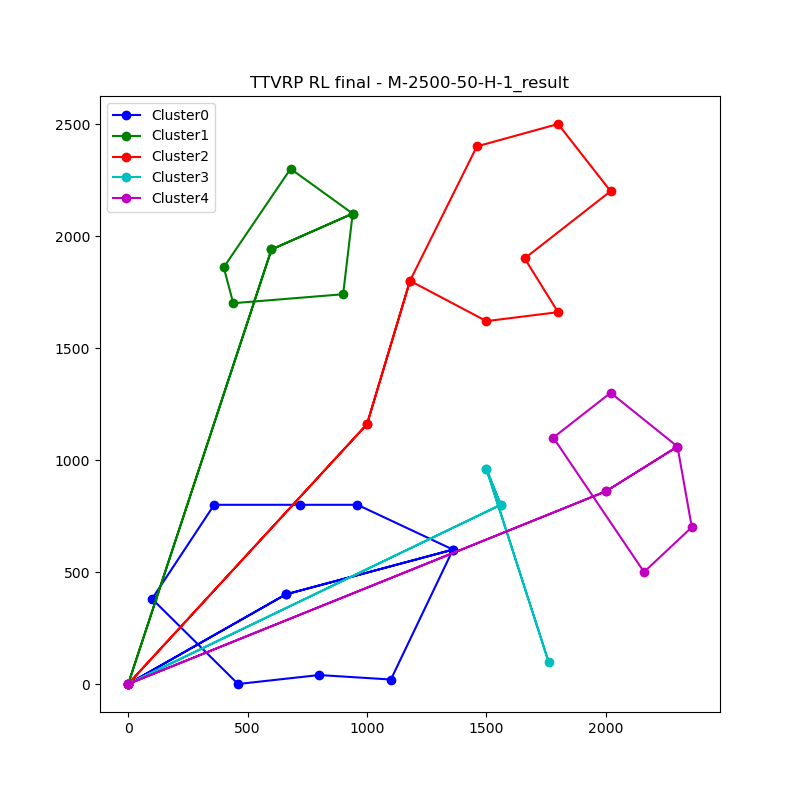 TTVRP RL final - M-2500-50-H-1_result
Cluster0
Cluster1
Cluster2
Cluster3
Cluster4
2500
2000
1500
1000
500
0
0 500 1000 1500 2000